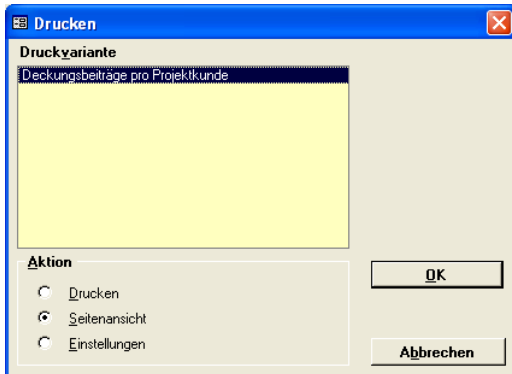 Drucken
Druckvariante
Deckungsbeiträge pro Projektkunde
Aktion
Drucken
Seitenansicht
Einstellungen
OK
Abbrechen